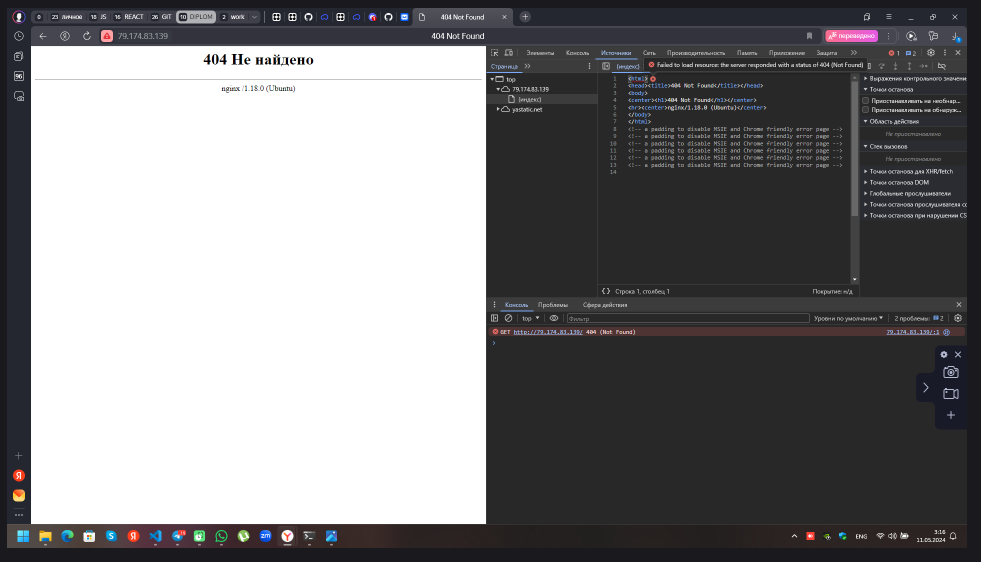 0 23 личное 18 JS 16 REACT 26 GIT 10 DIPLOM 2 work
404 Not Found
79.174.83.139
404 Not Found
переведено
404 Не найдено
nginx /1.18.0 (Ubuntu)
96
Элементы Консоль Источники Сеть Производительность Память Приложение Защита
1 2
Страница
[индекс]
Failed to load resource: the server responded with a status of 404 (Not Found)
top
79.174.83.139
[индекс]
yastatic.net
1 <html>
2 <head><title>404 Not Found</title></head>
3 <body>
4 <center><h1>404 Not Found</h1></center>
5 <hr><center>nginx/1.18.0 (Ubuntu)</center>
6 </body>
7 </html>
8 <!-- a padding to disable MSIE and Chrome friendly error page -->
9 <!-- a padding to disable MSIE and Chrome friendly error page -->
10 <!-- a padding to disable MSIE and Chrome friendly error page -->
11 <!-- a padding to disable MSIE and Chrome friendly error page -->
12 <!-- a padding to disable MSIE and Chrome friendly error page -->
13 <!-- a padding to disable MSIE and Chrome friendly error page -->
14
{} Строка 1, столбец 1
Покрытие: н/д
Выражения контрольного значени
Точки останова
Приостанавливать на необнар...
Приостанавливать на обнаруж...
Область действия
Не приостановлено
Стек вызовов
Не приостановлено
Точки останова для XHR/fetch
Точки останова DOM
Глобальные прослушиватели
Точки останова прослушивателя со
Точки останова при нарушении CS
Консоль Проблемы Сфера действия
top
Фильтр
Уровни по умолчанию
2 проблемы: 2
GET http://79.174.83.139/ 404 (Not Found)
79.174.83.139/:1
ENG
3:16
11.05.2024